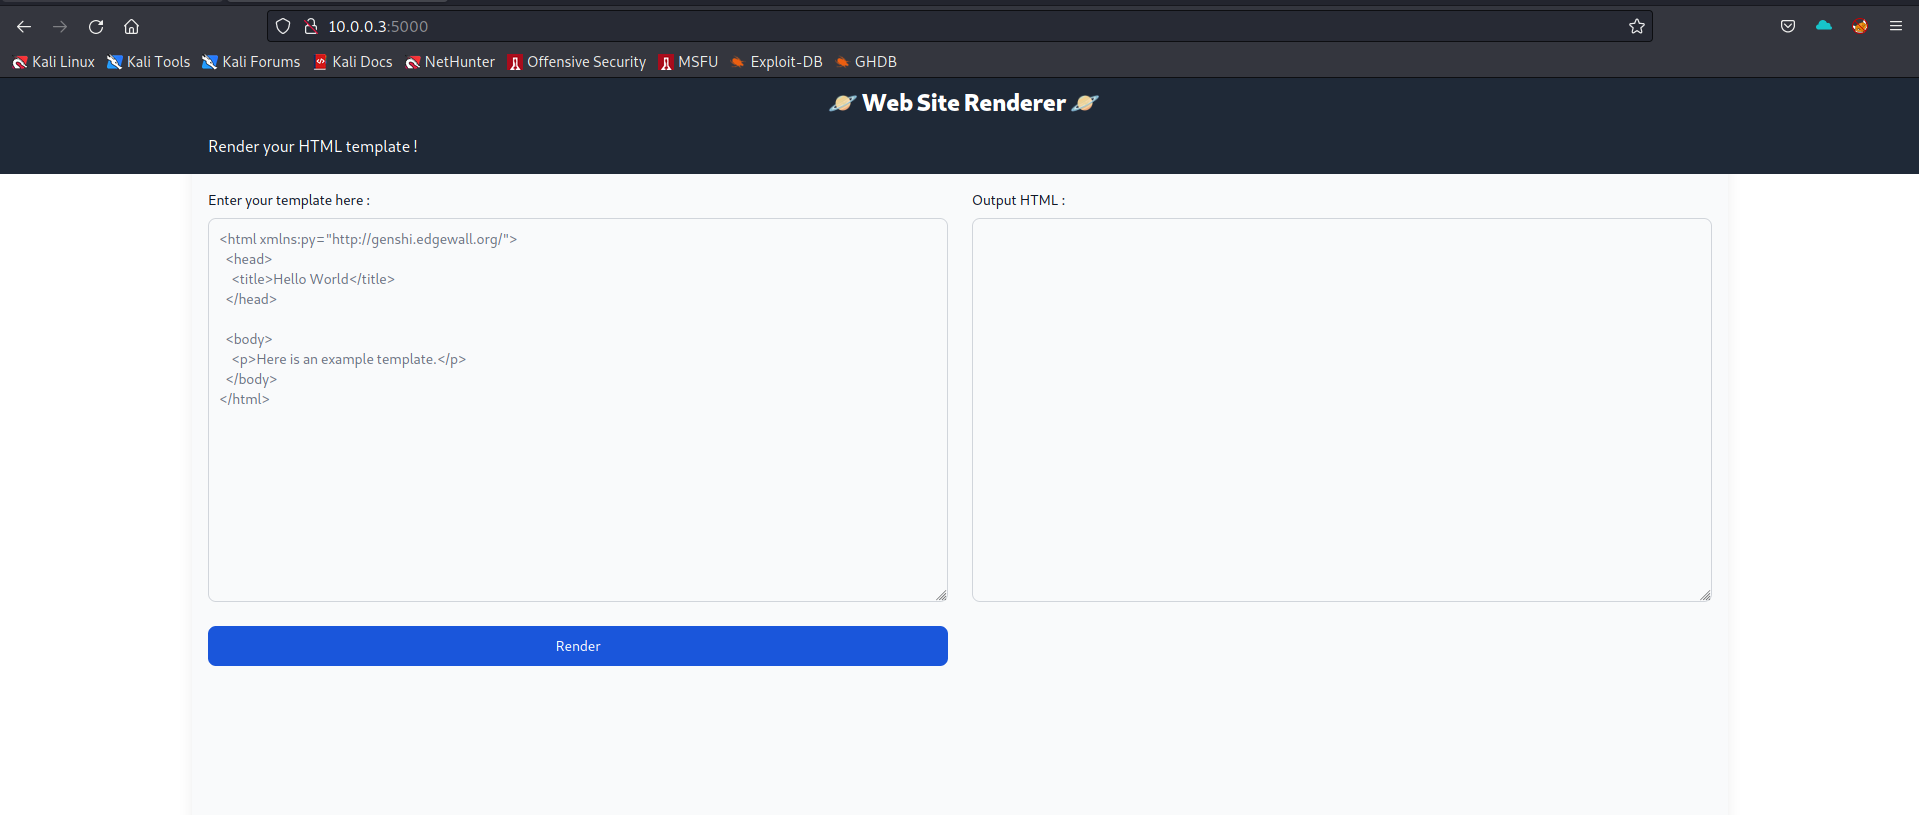 10.0.0.3:5000
Kali Linux Kali Tools Kali Forums Kali Docs NetHunter Offensive Security MSFU Exploit-DB GHDB
🪐 Web Site Renderer 🪐
Render your HTML template !
Enter your template here :
<html xmlns:py="http://genshi.edgewall.org/">
  <head>
    <title>Hello World</title>
  </head>

  <body>
    <p>Here is an example template.</p>
  </body>
</html>
Render
Output HTML :